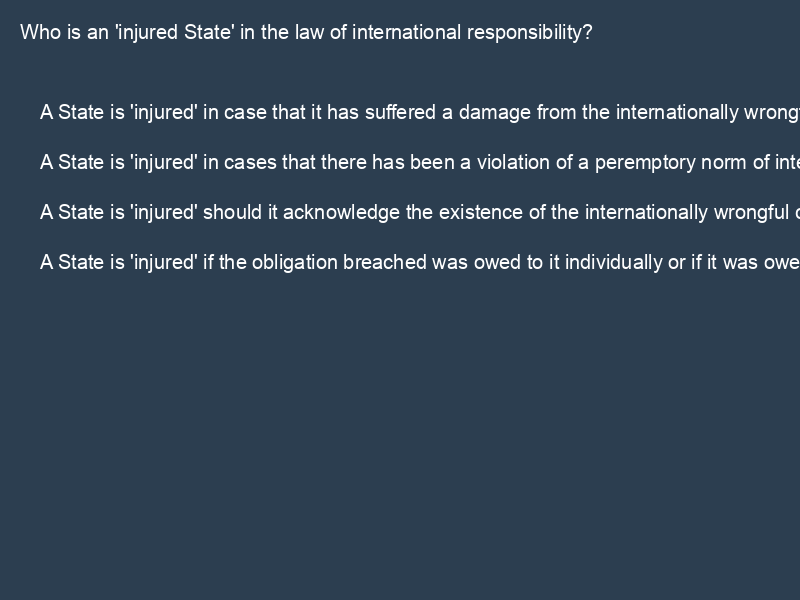 Who is an 'injured State' in the law of international responsibility?
A State is 'injured' in case that it has suffered a damage from the internationally
A State is 'injured' in cases that there has been a violation of a peremptory norm of
A State is 'injured' should it acknowledge the existence of the internationally wrongful
A State is 'injured' if the obligation breached was owed to it individually or if it was